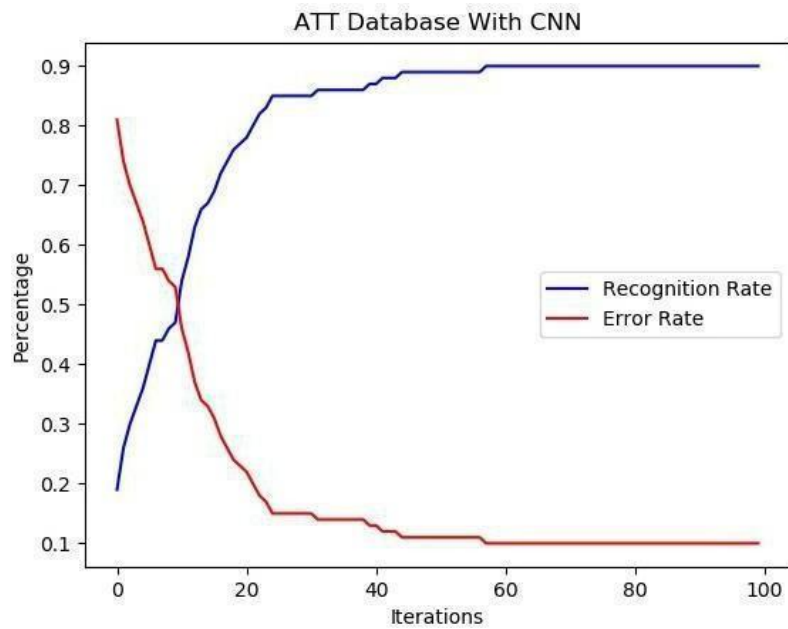 ATT Database With CNN
0.9
0.8
0.7
0.6
0.5
0.4
0.3
0.2
0.1
Percentage
Recognition Rate
Error Rate
0 20 40 60 80 100
Iterations